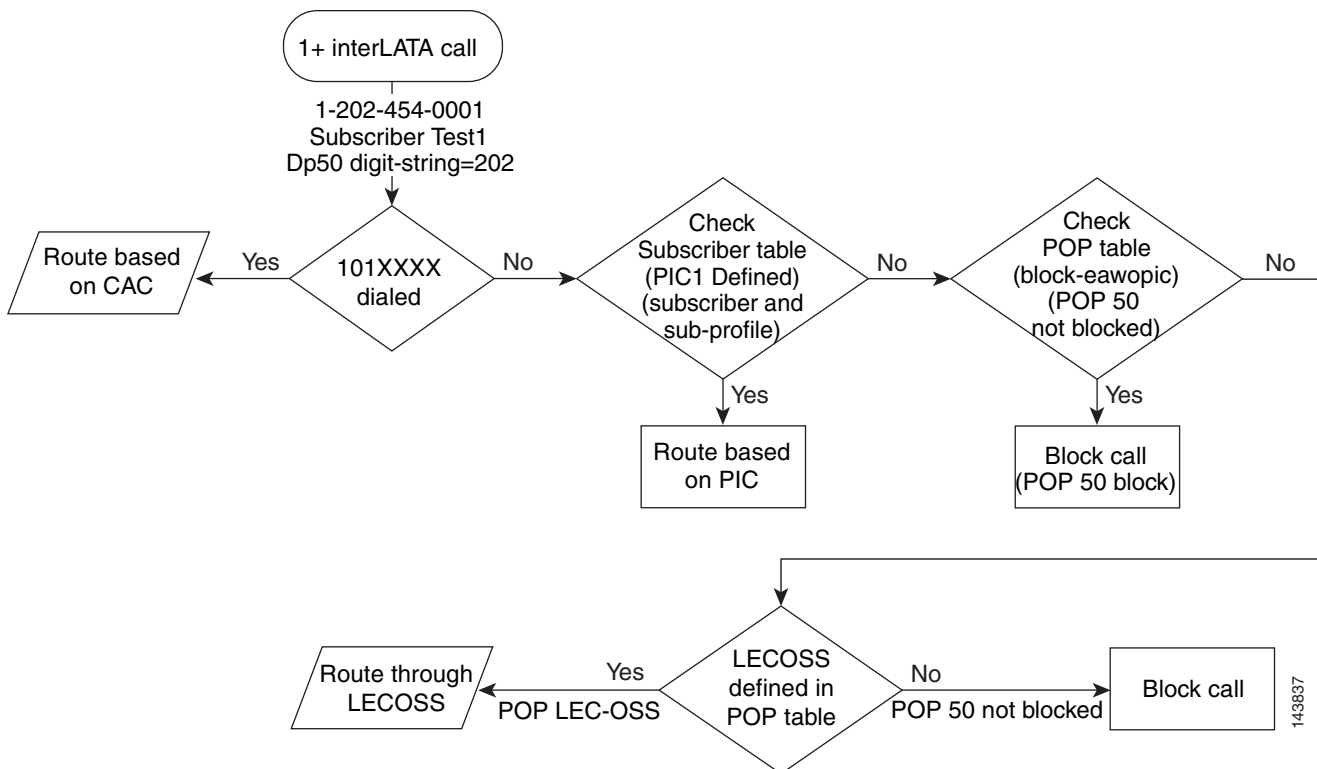 1+ interLATA call
1-202-454-0001
Subscriber Test1
Dp50 digit-string=202
Route based
on CAC
Yes
101XXXX
dialed
No
Check
Subscriber table
(PIC1 Defined)
(subscriber and
sub-profile)
No
Check
POP table
(block-eawopic)
(POP 50
not blocked)
No
Yes
Route based
on PIC
Yes
Block call
(POP 50 block)
Route through
LECOSS
Yes
POP LEC-OSS
LECOSS
defined in
POP table
No
POP 50 not blocked
Block call
143837